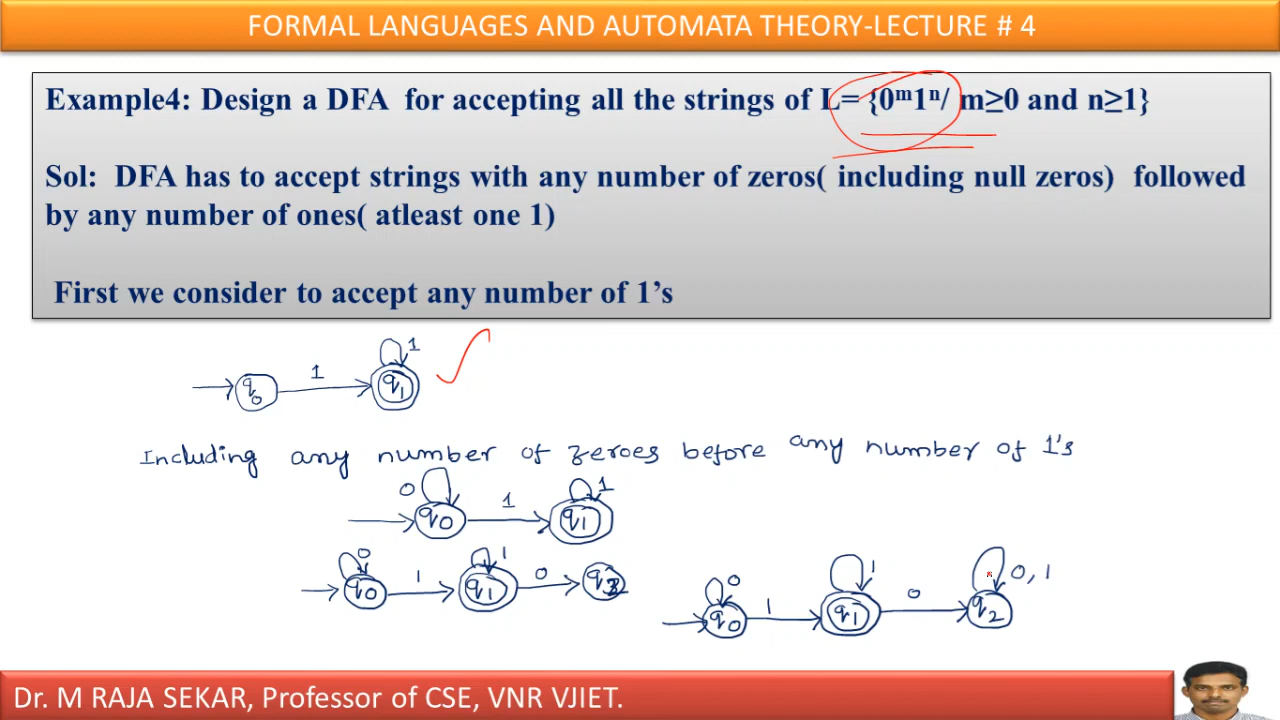 FORMAL LANGUAGES AND AUTOMATA THEORY-LECTURE # 4
Example4: Design a DFA for accepting all the strings of L= {0ᵐ1ⁿ/ m≥0 and n≥1}
Sol: DFA has to accept strings with any number of zeros( including null zeros) followed
by any number of ones( atleast one 1)
First we consider to accept any number of 1’s
q0 1 q1 1
Including any number of zeroes before any number of 1's
0 q0 1 q1 1
q0 0 1 q1 1 0
q0 0 1 q1 1 0 q2 0, 1
Dr. M RAJA SEKAR, Professor of CSE, VNR VJIET.